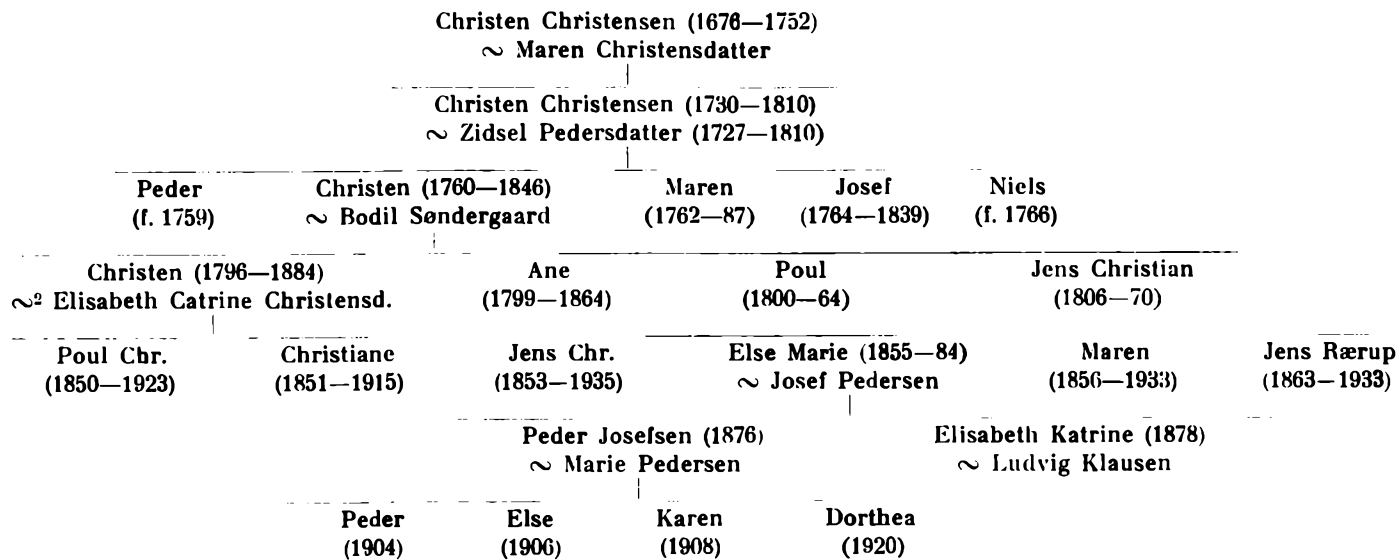 Christen Christensen (1676—1752)
∾ Maren Christensdatter
Christen Christensen (1730—1810)
∾ Zidsel Pedersdatter (1727—1810)
Peder Christen (1760—1846) Maren Josef Niels
(f. 1759) ∾ Bodil Søndergaard (1762—87) (1764—1839) (f. 1766)
Christen (1796—1884) Ane Poul Jens Christian
∾² Elisabeth Catrine Christensd. (1799—1864) (1800—64) (1806—70)
Poul Chr. Christiane Jens Chr. Else Marie (1855—84) Maren Jens Rærup
(1850—1923) (1851—1915) (1853—1935) ∾ Josef Pedersen (1856—1933) (1863—1933)
Peder Josefsen (1876) Elisabeth Katrine (1878)
∾ Marie Pedersen ∾ Ludvig Klausen
Peder Else Karen Dorthea
(1904) (1906) (1908) (1920)